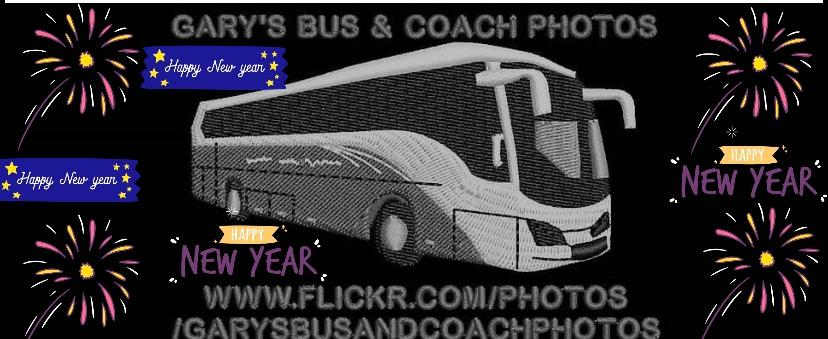 GARY'S BUS & COACH PHOTOS
Happy New year
Happy New year
HAPPY
NEW YEAR
HAPPY
NEW YEAR
WWW.FLICKR.COM/PHOTOS
/GARYSBUSANDCOACHPHOTOS